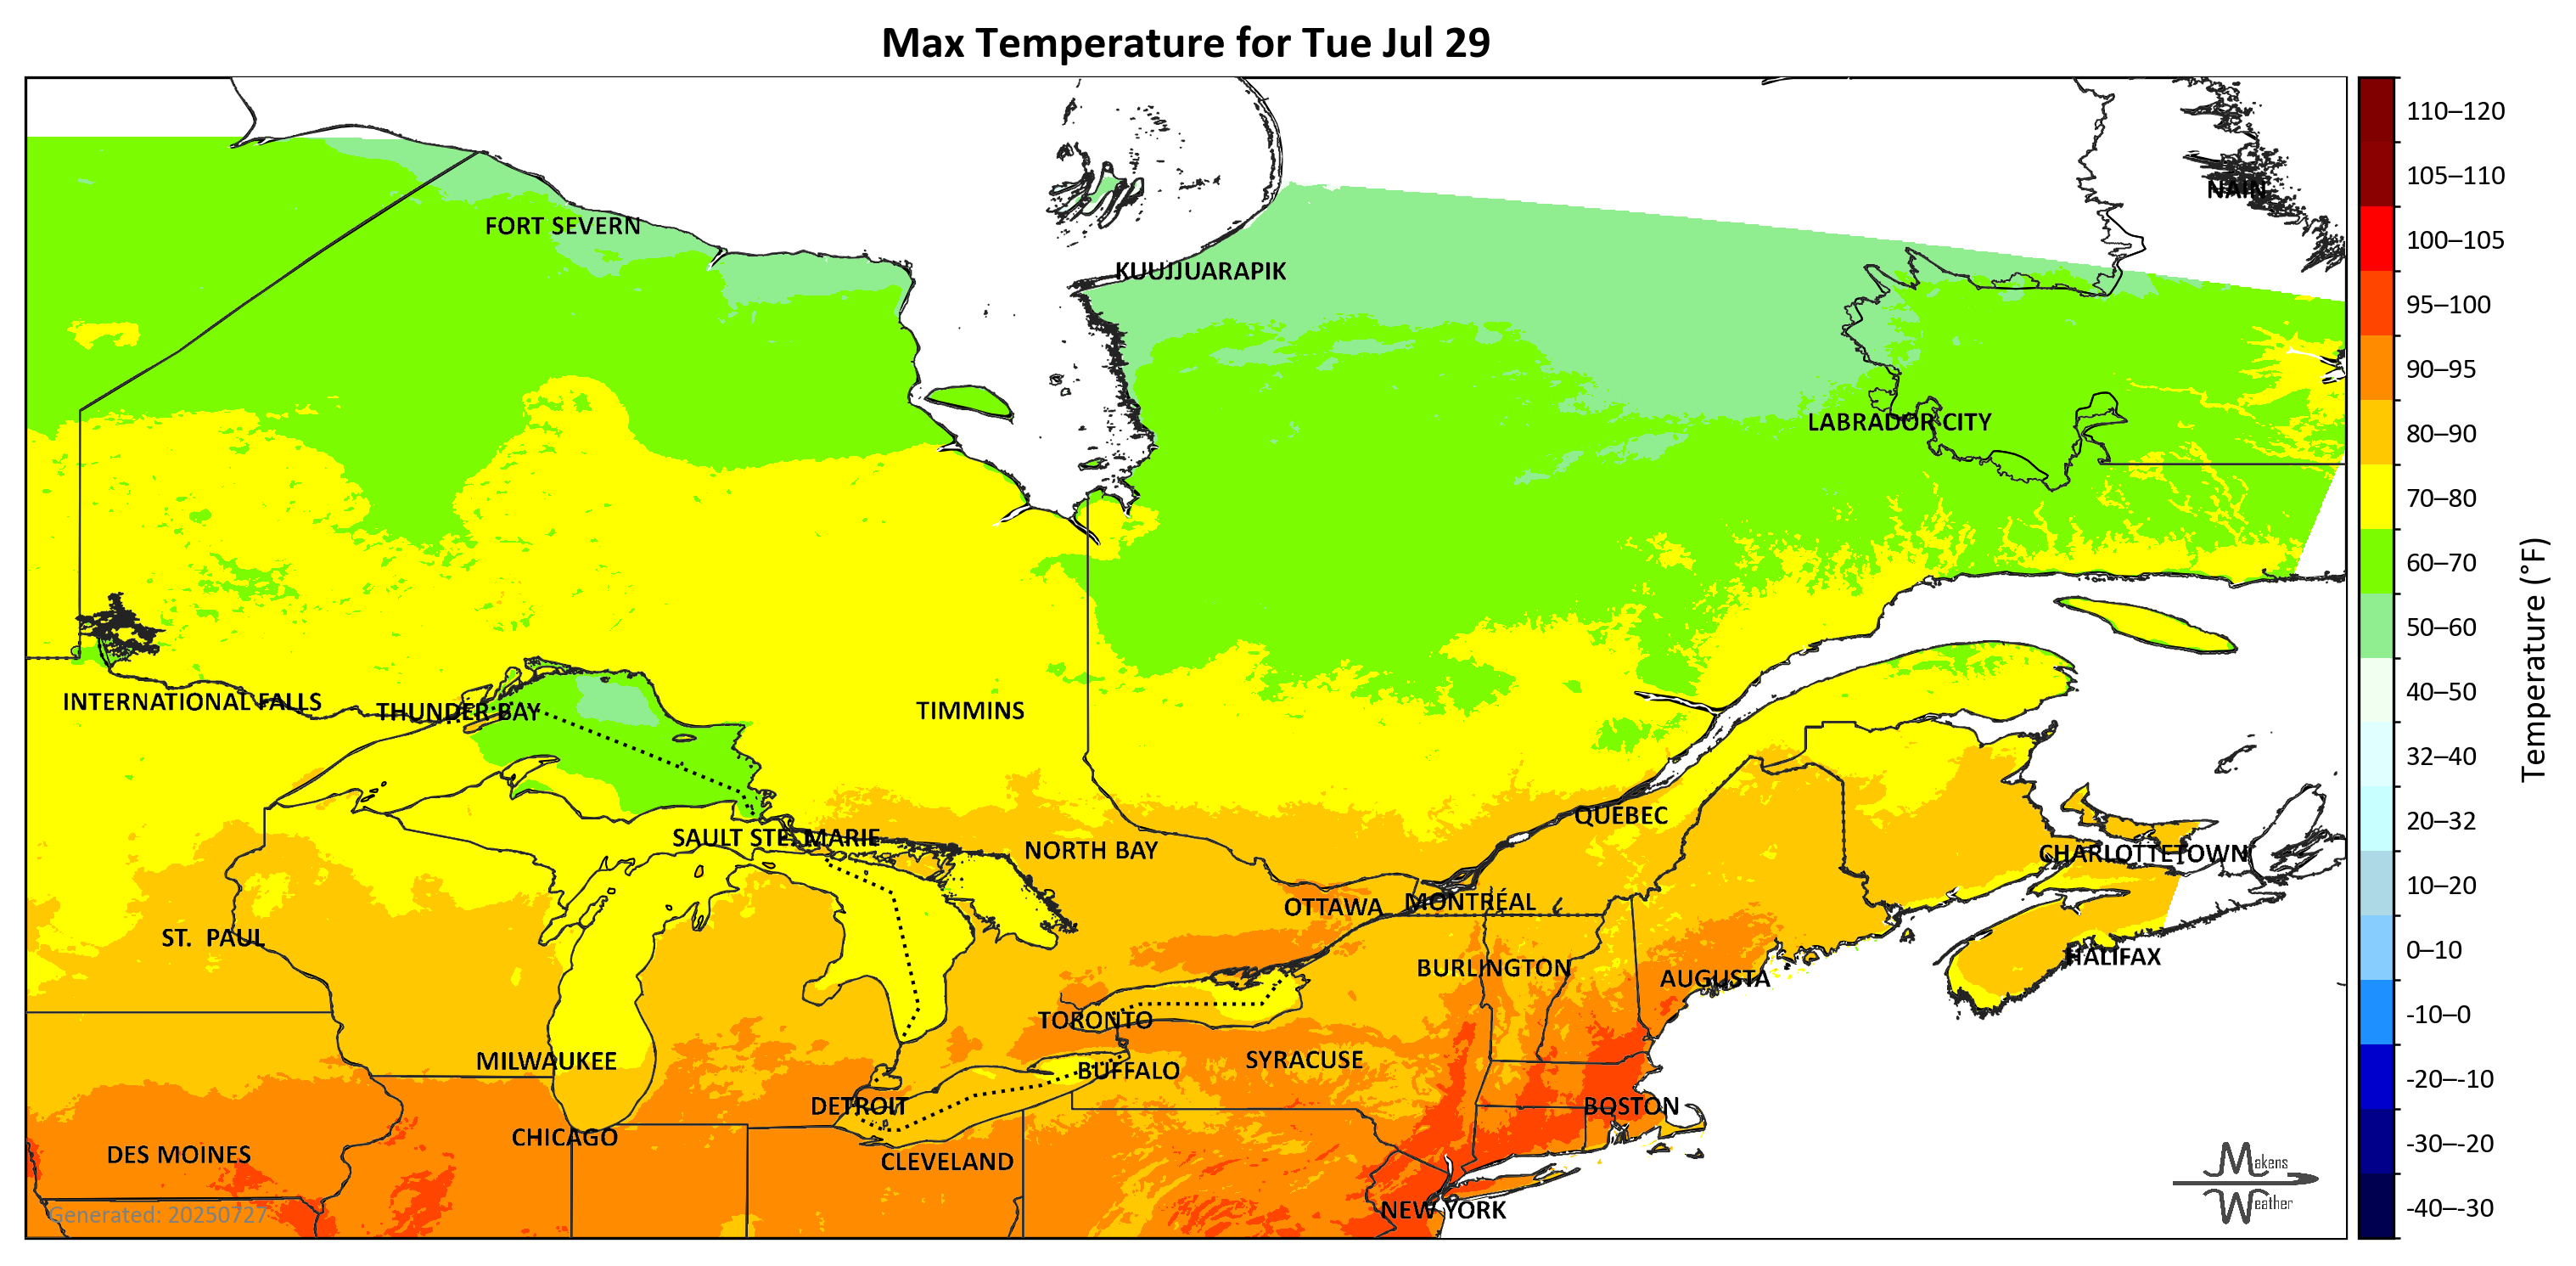 Max Temperature for Tue Jul 29
NAIN
FORT SEVERN
KUUJJUARAPIK
LABRADOR CITY
INTERNATIONAL FALLS
THUNDER BAY
TIMMINS
QUEBEC
SAULT STE. MARIE
NORTH BAY
CHARLOTTETOWN
OTTAWA
MONTRÉAL
ST. PAUL
HALIFAX
BURLINGTON
AUGUSTA
TORONTO
MILWAUKEE
SYRACUSE
BUFFALO
DETROIT
BOSTON
CHICAGO
DES MOINES
CLEVELAND
NEW YORK
Generated: 20250727
Makens
Weather
110–120
105–110
100–105
95–100
90–95
80–90
70–80
60–70
50–60
40–50
32–40
20–32
10–20
0–10
-10–0
-20–-10
-30–-20
-40–-30
Temperature (°F)